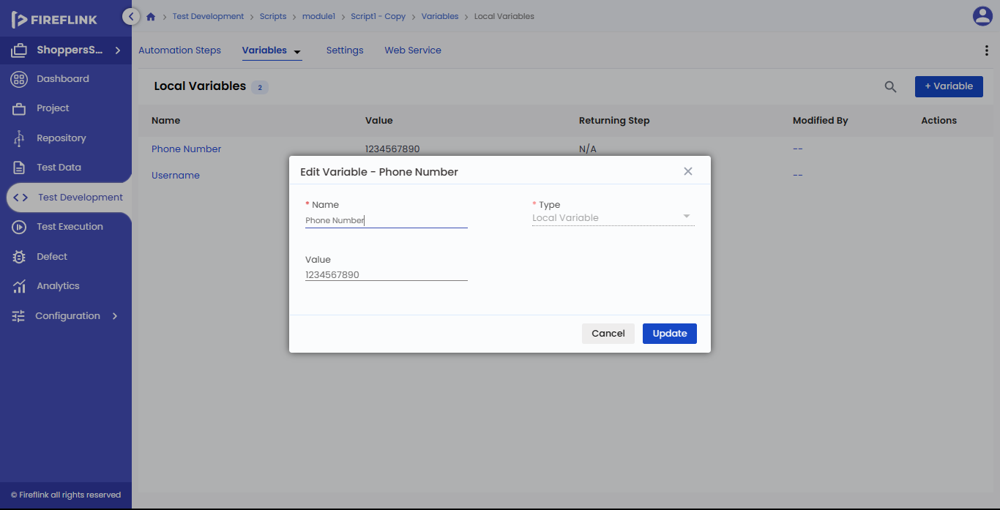 FIREFLINK
Test Development > Scripts > module1 > Script1 - Copy > Variables > Local Variables
ShoppersS...
Dashboard
Project
Repository
Test Data
Test Development
Test Execution
Defect
Analytics
Configuration
© Fireflink all rights reserved
Automation Steps Variables Settings Web Service
Local Variables 2
+ Variable
Name Value Returning Step Modified By Actions
Phone Number 1234567890 N/A --
Username --
Edit Variable - Phone Number
* Name * Type
Phone Number Local Variable
Value
1234567890
Cancel Update